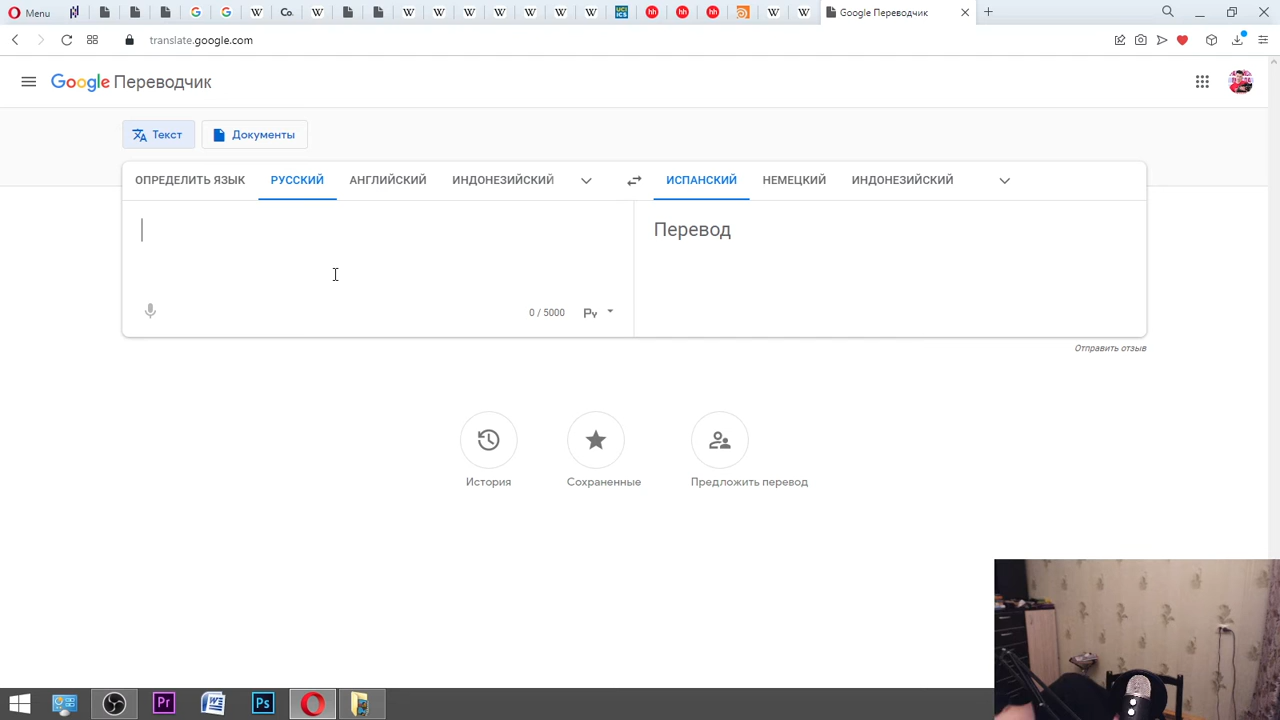 Menu
Co.
Google Переводчик
translate.google.com
Google Переводчик
Текст
Документы
ОПРЕДЕЛИТЬ ЯЗЫК
РУССКИЙ
АНГЛИЙСКИЙ
ИНДОНЕЗИЙСКИЙ
ИСПАНСКИЙ
НЕМЕЦКИЙ
ИНДОНЕЗИЙСКИЙ
Перевод
0 / 5000
Ру
Отправить отзыв
История
Сохраненные
Предложить перевод